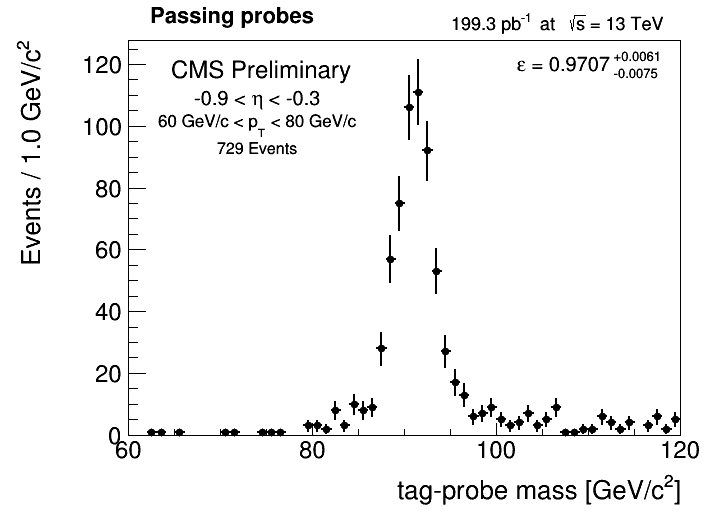 Passing probes
199.3 pb⁻¹ at √s = 13 TeV
CMS Preliminary
-0.9 < η < -0.3
60 GeV/c < p_T < 80 GeV/c
729 Events
ε = 0.9707 +0.0061 -0.0075
Events / 1.0 GeV/c²
120
100
80
60
40
20
0
60 80 100 120
tag-probe mass [GeV/c²]